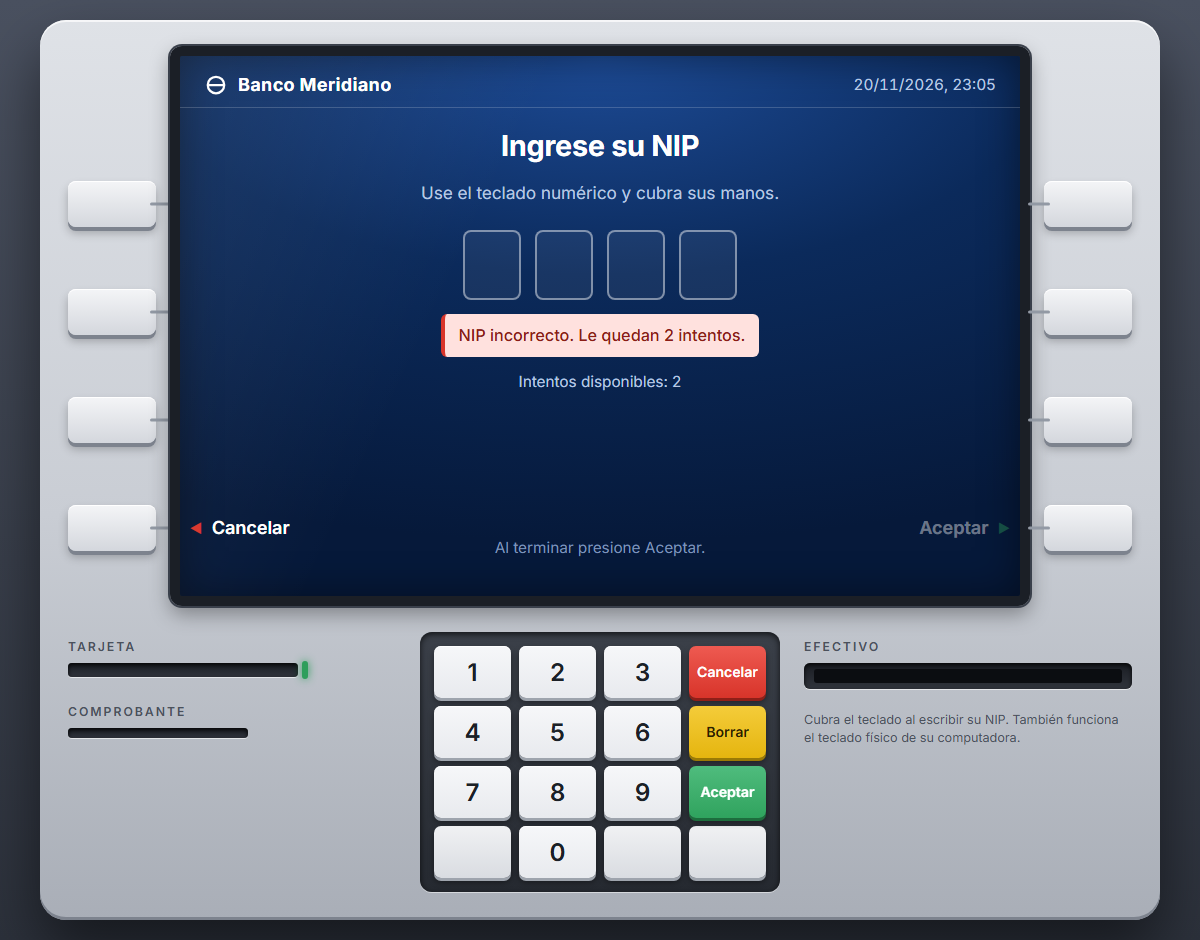 Banco Meridiano
20/11/2026, 23:05
Ingrese su NIP
Use el teclado numérico y cubra sus manos.
NIP incorrecto. Le quedan 2 intentos.
Intentos disponibles: 2
Cancelar
Aceptar
Al terminar presione Aceptar.
TARJETA
COMPROBANTE
1 2 3 Cancelar
4 5 6 Borrar
7 8 9 Aceptar
0
EFECTIVO
Cubra el teclado al escribir su NIP. También funciona
el teclado físico de su computadora.